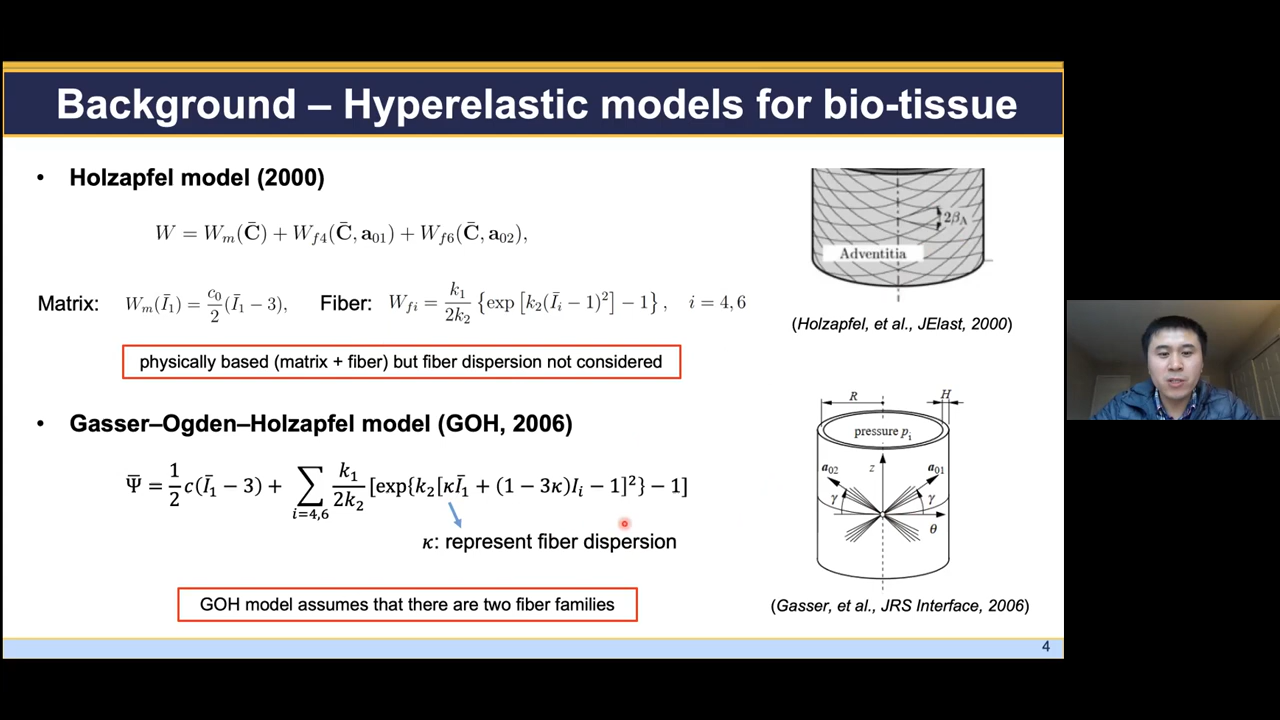 Background – Hyperelastic models for bio-tissue
• Holzapfel model (2000)
W = W_m(C̄) + W_f4(C̄, a_01) + W_f6(C̄, a_02),
Matrix: W_m(Ī_1) = c_0/2 (Ī_1 − 3), Fiber: W_fi = k_1/2k_2 {exp [k_2(Ī_i − 1)²] − 1}, i = 4, 6
physically based (matrix + fiber) but fiber dispersion not considered
2β_A
Adventitia
(Holzapfel, et al., JElast, 2000)
• Gasser–Ogden–Holzapfel model (GOH, 2006)
Ψ̄ = 1/2 c(Ī_1 − 3) + ∑_{i=4,6} k_1/2k_2 [exp{k_2[κĪ_1 + (1 − 3κ)I_i − 1]²} − 1]
κ: represent fiber dispersion
GOH model assumes that there are two fiber families
R
H
pressure p_i
a_02
z
a_01
γ
γ
θ
(Gasser, et al., JRS Interface, 2006)
4